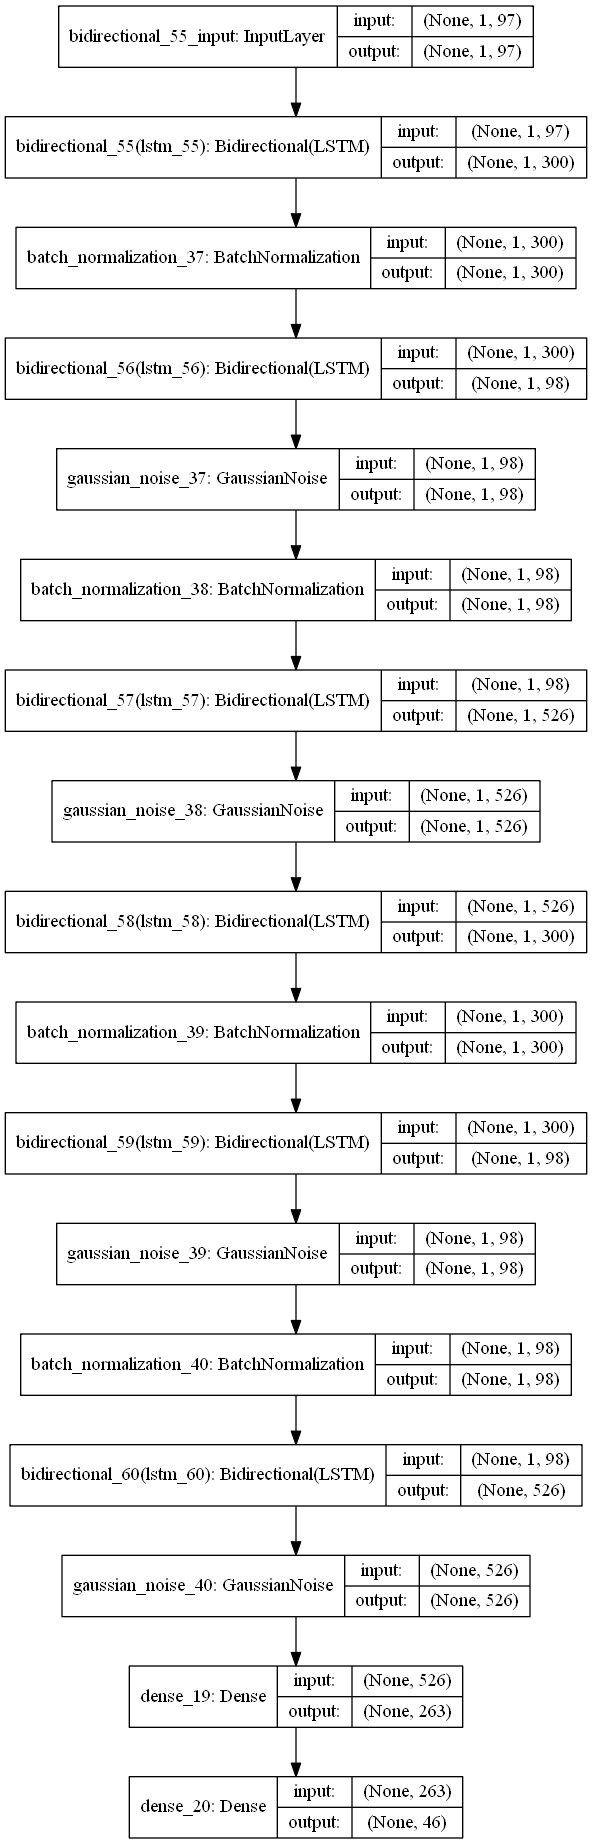 bidirectional_55_input: InputLayer
input: (None, 1, 97)
output: (None, 1, 97)
bidirectional_55(lstm_55): Bidirectional(LSTM)
input: (None, 1, 97)
output: (None, 1, 300)
batch_normalization_37: BatchNormalization
input: (None, 1, 300)
output: (None, 1, 300)
bidirectional_56(lstm_56): Bidirectional(LSTM)
input: (None, 1, 300)
output: (None, 1, 98)
gaussian_noise_37: GaussianNoise
input: (None, 1, 98)
output: (None, 1, 98)
batch_normalization_38: BatchNormalization
input: (None, 1, 98)
output: (None, 1, 98)
bidirectional_57(lstm_57): Bidirectional(LSTM)
input: (None, 1, 98)
output: (None, 1, 526)
gaussian_noise_38: GaussianNoise
input: (None, 1, 526)
output: (None, 1, 526)
bidirectional_58(lstm_58): Bidirectional(LSTM)
input: (None, 1, 526)
output: (None, 1, 300)
batch_normalization_39: BatchNormalization
input: (None, 1, 300)
output: (None, 1, 300)
bidirectional_59(lstm_59): Bidirectional(LSTM)
input: (None, 1, 300)
output: (None, 1, 98)
gaussian_noise_39: GaussianNoise
input: (None, 1, 98)
output: (None, 1, 98)
batch_normalization_40: BatchNormalization
input: (None, 1, 98)
output: (None, 1, 98)
bidirectional_60(lstm_60): Bidirectional(LSTM)
input: (None, 1, 98)
output: (None, 526)
gaussian_noise_40: GaussianNoise
input: (None, 526)
output: (None, 526)
dense_19: Dense
input: (None, 526)
output: (None, 263)
dense_20: Dense
input: (None, 263)
output: (None, 46)